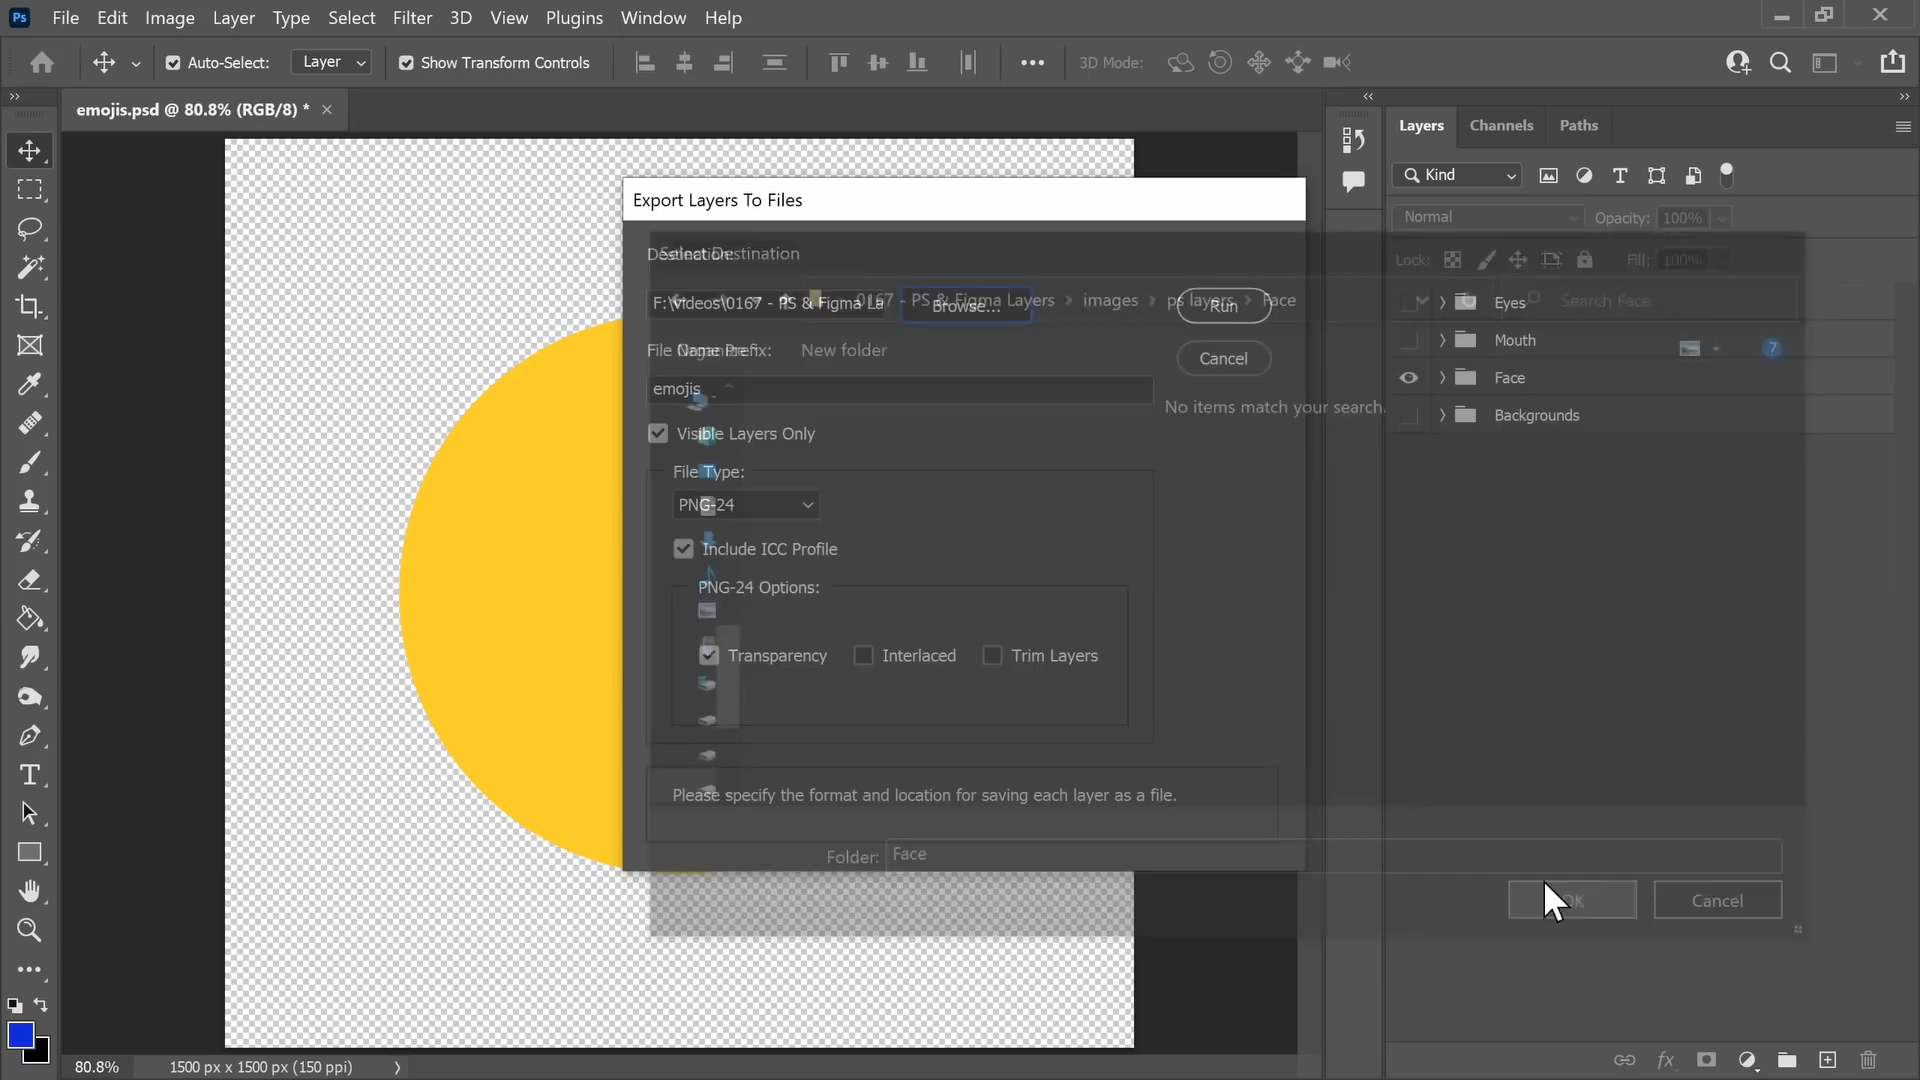 Ps
File Edit Image Layer Type Select Filter 3D View Plugins Window Help
Auto-Select: Layer Show Transform Controls 3D Mode:
emojis.psd @ 80.8% (RGB/8) *
Layers Channels Paths
Kind
Normal Opacity: 100%
Lock: Fill: 100%
Eyes
Mouth
Face
Backgrounds
Export Layers To Files
Destination:
Select Destination
F:\Videos\0167 - PS & Figma La
Browse...
Run
0167 - PS & Figma Layers > images > ps layers > Face
Search Face
File Name Prefix:
Organize
New folder
Cancel
emojis
No items match your search.
Visible Layers Only
File Type:
PNG-24
Include ICC Profile
PNG-24 Options:
Transparency Interlaced Trim Layers
Please specify the format and location for saving each layer as a file.
Folder: Face
OK Cancel
80.8% 1500 px x 1500 px (150 ppi)
fx